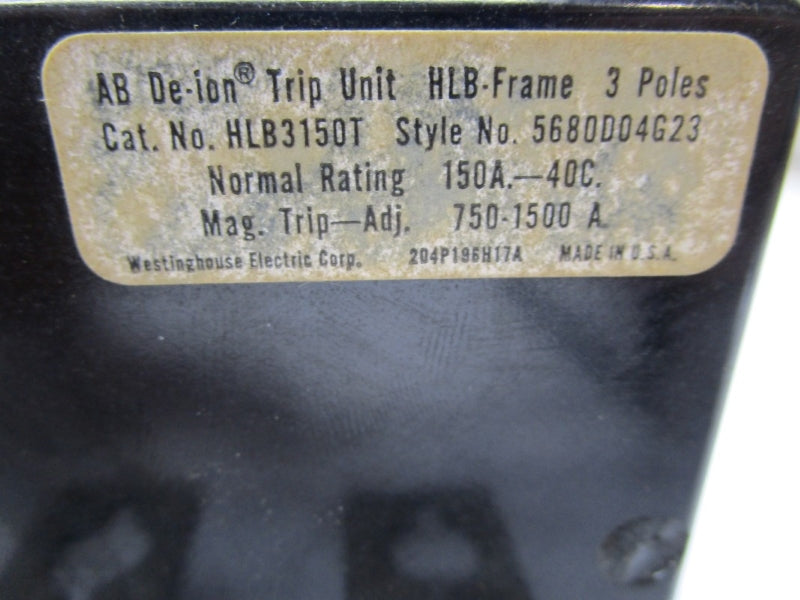 AB De-ion® Trip Unit HLB-Frame 3 Poles
Cat. No. HLB3150T Style No. 5680D04G23
Normal Rating 150A.—40C.
Mag. Trip—Adj. 750-1500 A.
Westinghouse Electric Corp. 204P196H17A MADE IN U.S.A.